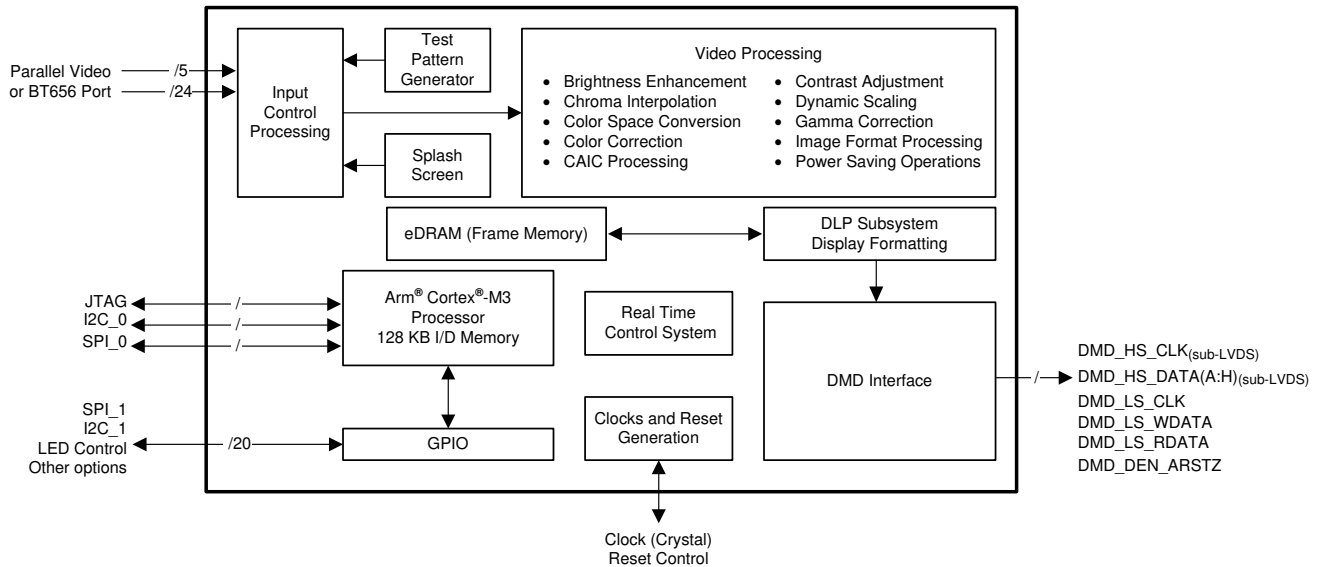 Parallel Video
or BT656 Port
/5
/24
Input
Control
Processing
Test
Pattern
Generator
Splash
Screen
Video Processing
• Brightness Enhancement
• Chroma Interpolation
• Color Space Conversion
• Color Correction
• CAIC Processing
• Contrast Adjustment
• Dynamic Scaling
• Gamma Correction
• Image Format Processing
• Power Saving Operations
eDRAM (Frame Memory)
DLP Subsystem
Display Formatting
JTAG
/
I2C_0
/
SPI_0
/
Arm® Cortex®-M3
Processor
128 KB I/D Memory
Real Time
Control System
DMD Interface
/
DMD_HS_CLK(sub-LVDS)
DMD_HS_DATA(A:H)(sub-LVDS)
DMD_LS_CLK
DMD_LS_WDATA
DMD_LS_RDATA
DMD_DEN_ARSTZ
SPI_1
I2C_1
LED Control
Other options
/20
GPIO
Clocks and Reset
Generation
Clock (Crystal)
Reset Control